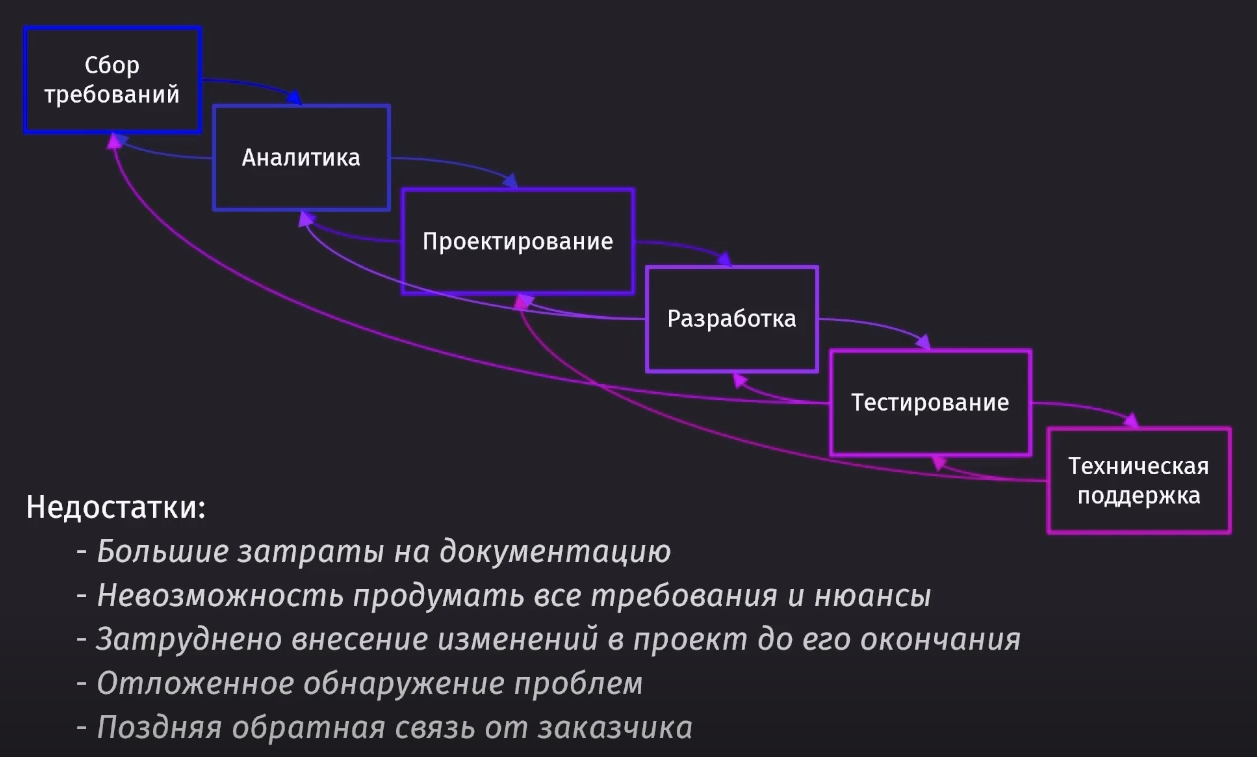 Сбор
требований
Аналитика
Проектирование
Разработка
Тестирование
Техническая
поддержка
Недостатки:
- Большие затраты на документацию
- Невозможность продумать все требования и нюансы
- Затруднено внесение изменений в проект до его окончания
- Отложенное обнаружение проблем
- Поздняя обратная связь от заказчика